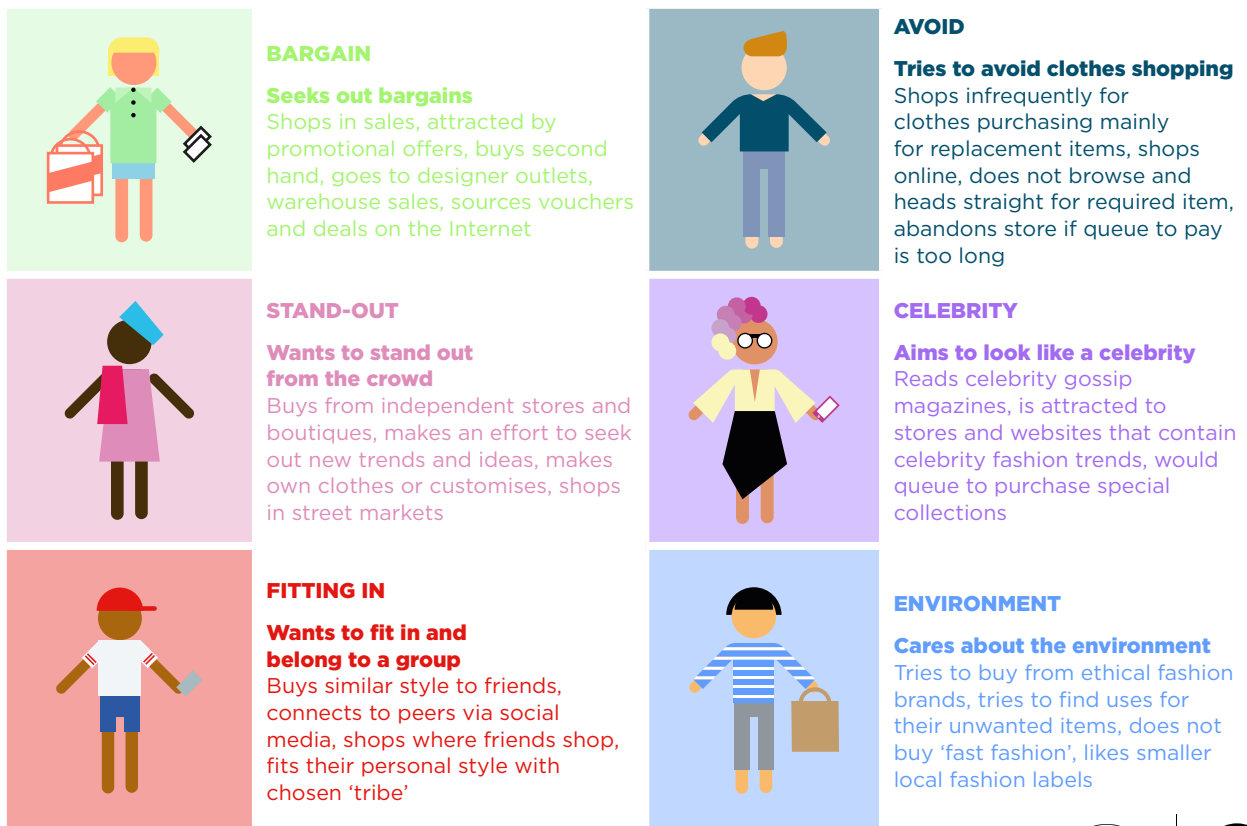 BARGAIN
Seeks out bargains
Shops in sales, attracted by
promotional offers, buys second
hand, goes to designer outlets,
warehouse sales, sources vouchers
and deals on the Internet
AVOID
Tries to avoid clothes shopping
Shops infrequently for
clothes purchasing mainly
for replacement items, shops
online, does not browse and
heads straight for required item,
abandons store if queue to pay
is too long
STAND-OUT
Wants to stand out
from the crowd
Buys from independent stores and
boutiques, makes an effort to seek
out new trends and ideas, makes
own clothes or customises, shops
in street markets
CELEBRITY
Aims to look like a celebrity
Reads celebrity gossip
magazines, is attracted to
stores and websites that contain
celebrity fashion trends, would
queue to purchase special
collections
FITTING IN
Wants to fit in and
belong to a group
Buys similar style to friends,
connects to peers via social
media, shops where friends shop,
fits their personal style with
chosen ‘tribe’
ENVIRONMENT
Cares about the environment
Tries to buy from ethical fashion
brands, tries to find uses for
their unwanted items, does not
buy ‘fast fashion’, likes smaller
local fashion labels